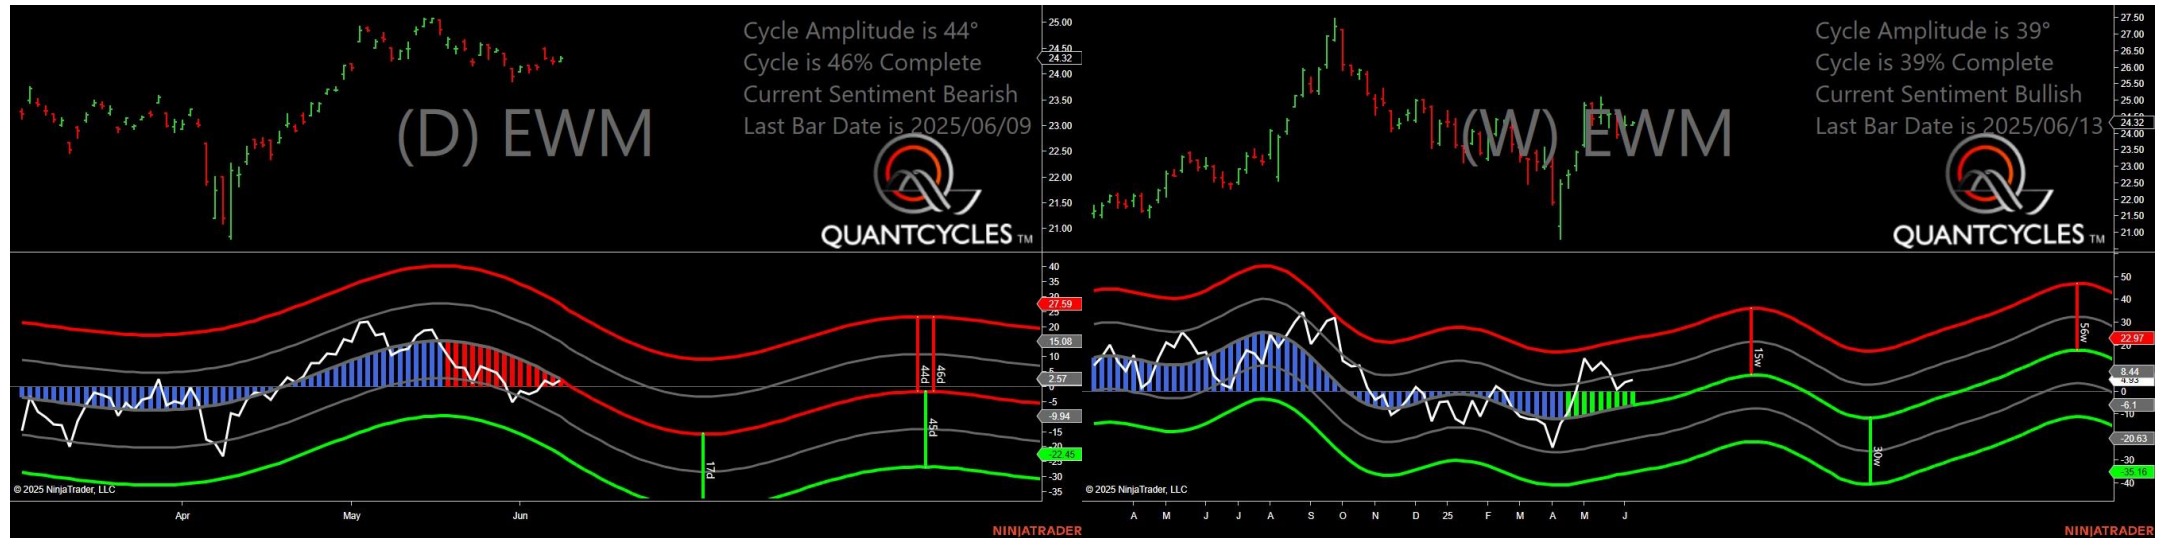 Cycle Amplitude is 44°
Cycle is 46% Complete
Current Sentiment Bearish
Last Bar Date is 2025/06/09
(D) EWM
QUANTCYCLES TM
25.00
24.50
24.32
24.00
23.50
23.00
22.50
22.00
21.50
21.00
40
35
27.59
25
20
15.08
10
5
2.57
-5
-9.94
-15
-22.45
-25
-30
-35
17d
44d
46d
45d
© 2025 NinjaTrader, LLC
Apr
May
Jun
NINJATRADER
Cycle Amplitude is 39°
Cycle is 39% Complete
Current Sentiment Bullish
Last Bar Date is 2025/06/13
(W) EWM
QUANTCYCLES TM
27.50
27.00
26.50
26.00
25.50
25.00
24.32
24.00
23.50
23.00
22.50
22.00
21.50
21.00
50
40
30
22.97
20
8.44
4.93
0
-6.1
-10
-20.63
-30
-35.16
-40
15w
30w
56w
© 2025 NinjaTrader, LLC
A
M
J
J
A
S
O
N
D
25
F
M
A
M
J
NINJATRADER